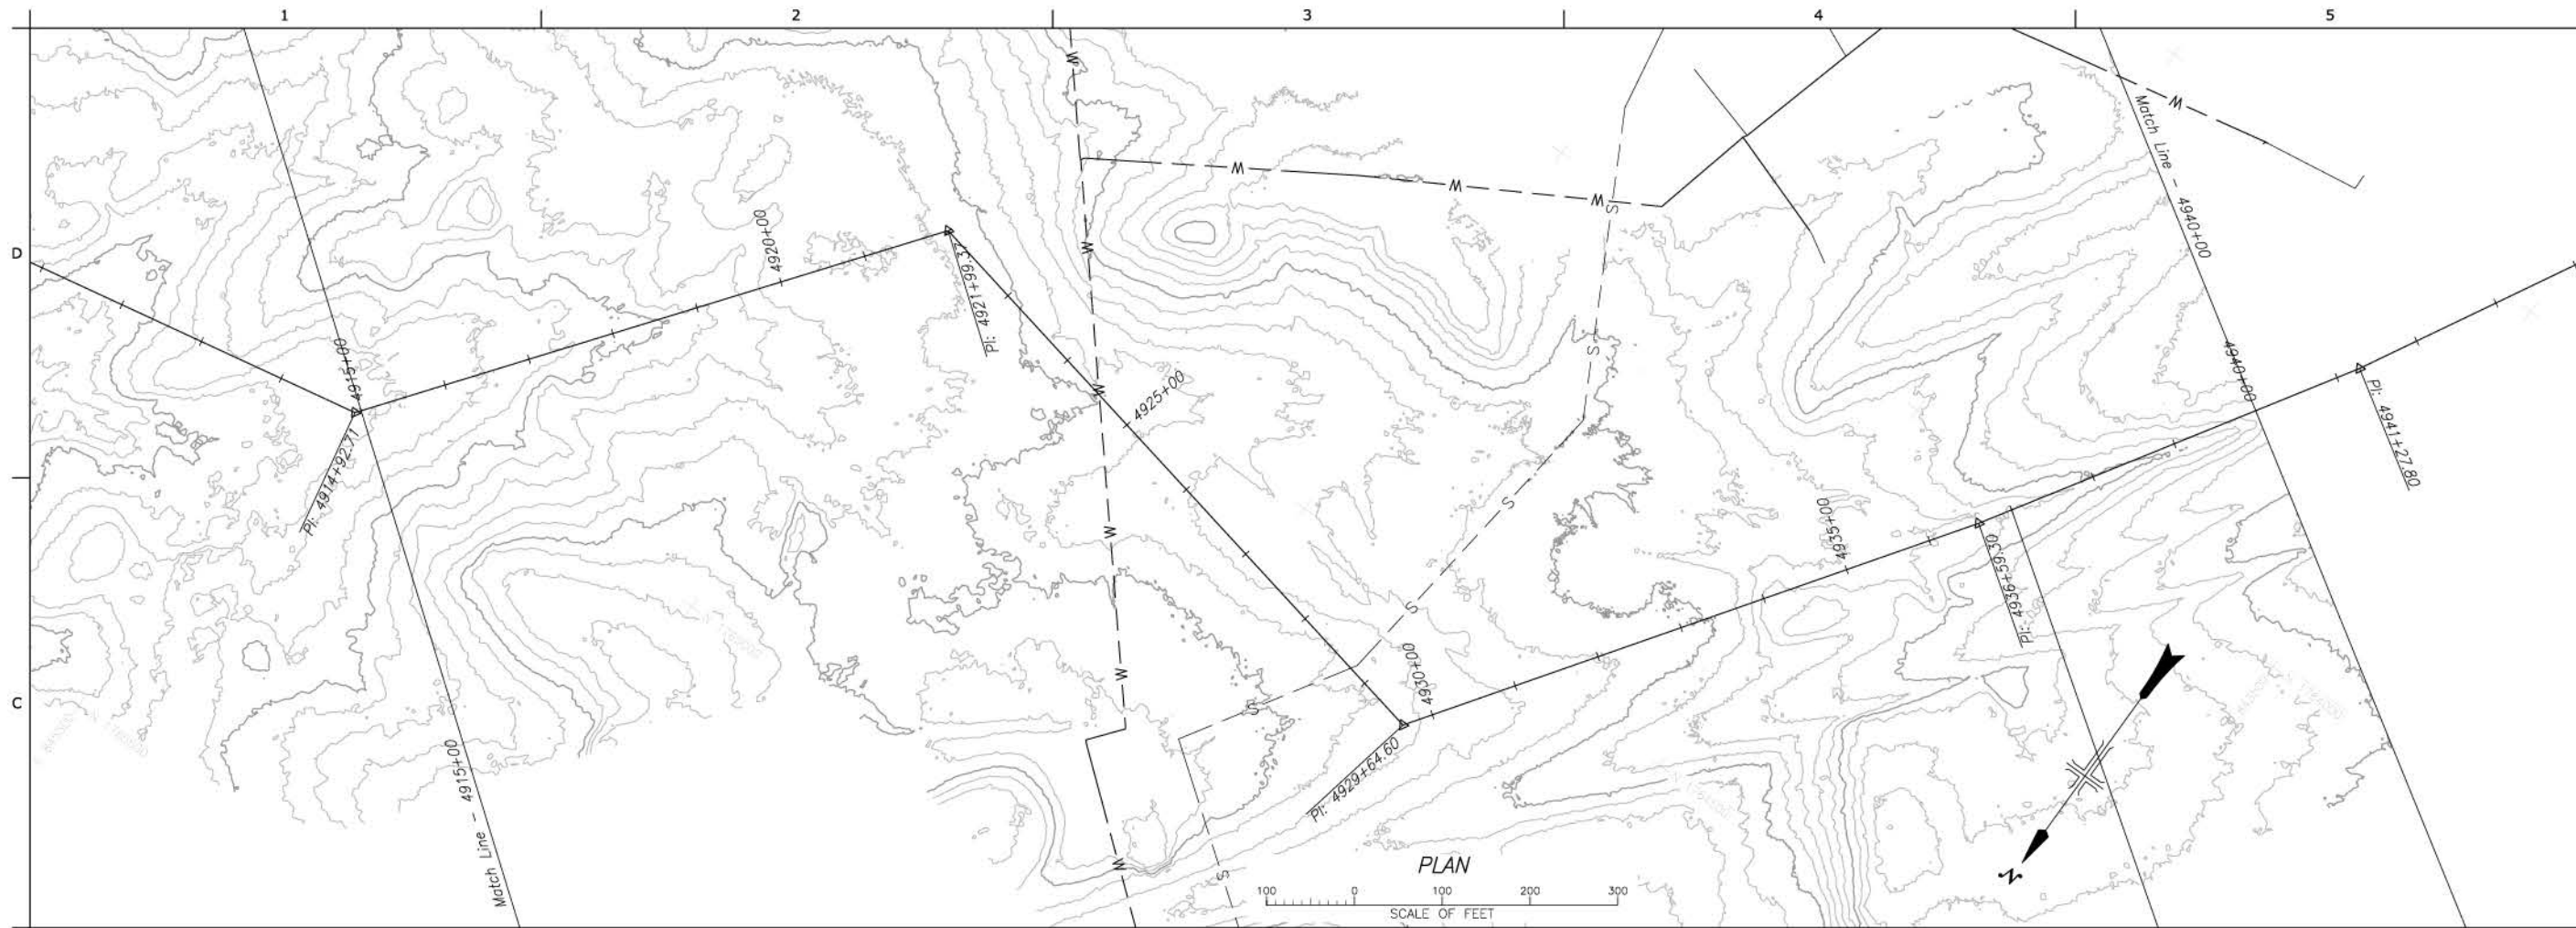 1 2 3 4 5
D
C
Match Line - 4915+00
4915+00
PI: 4914+92.71
4920+00
PI: 4921+99.37
4925+00
PI: 4929+64.60
4930+00
4935+00
PI: 4936+59.30
4940+00
Match Line - 4940+00
PI: 4941+27.80
W
W
W
W
W
W
W
W
W
W
W
S
S
S
S
S
S
N
PLAN
100 0 100 200 300
SCALE OF FEET